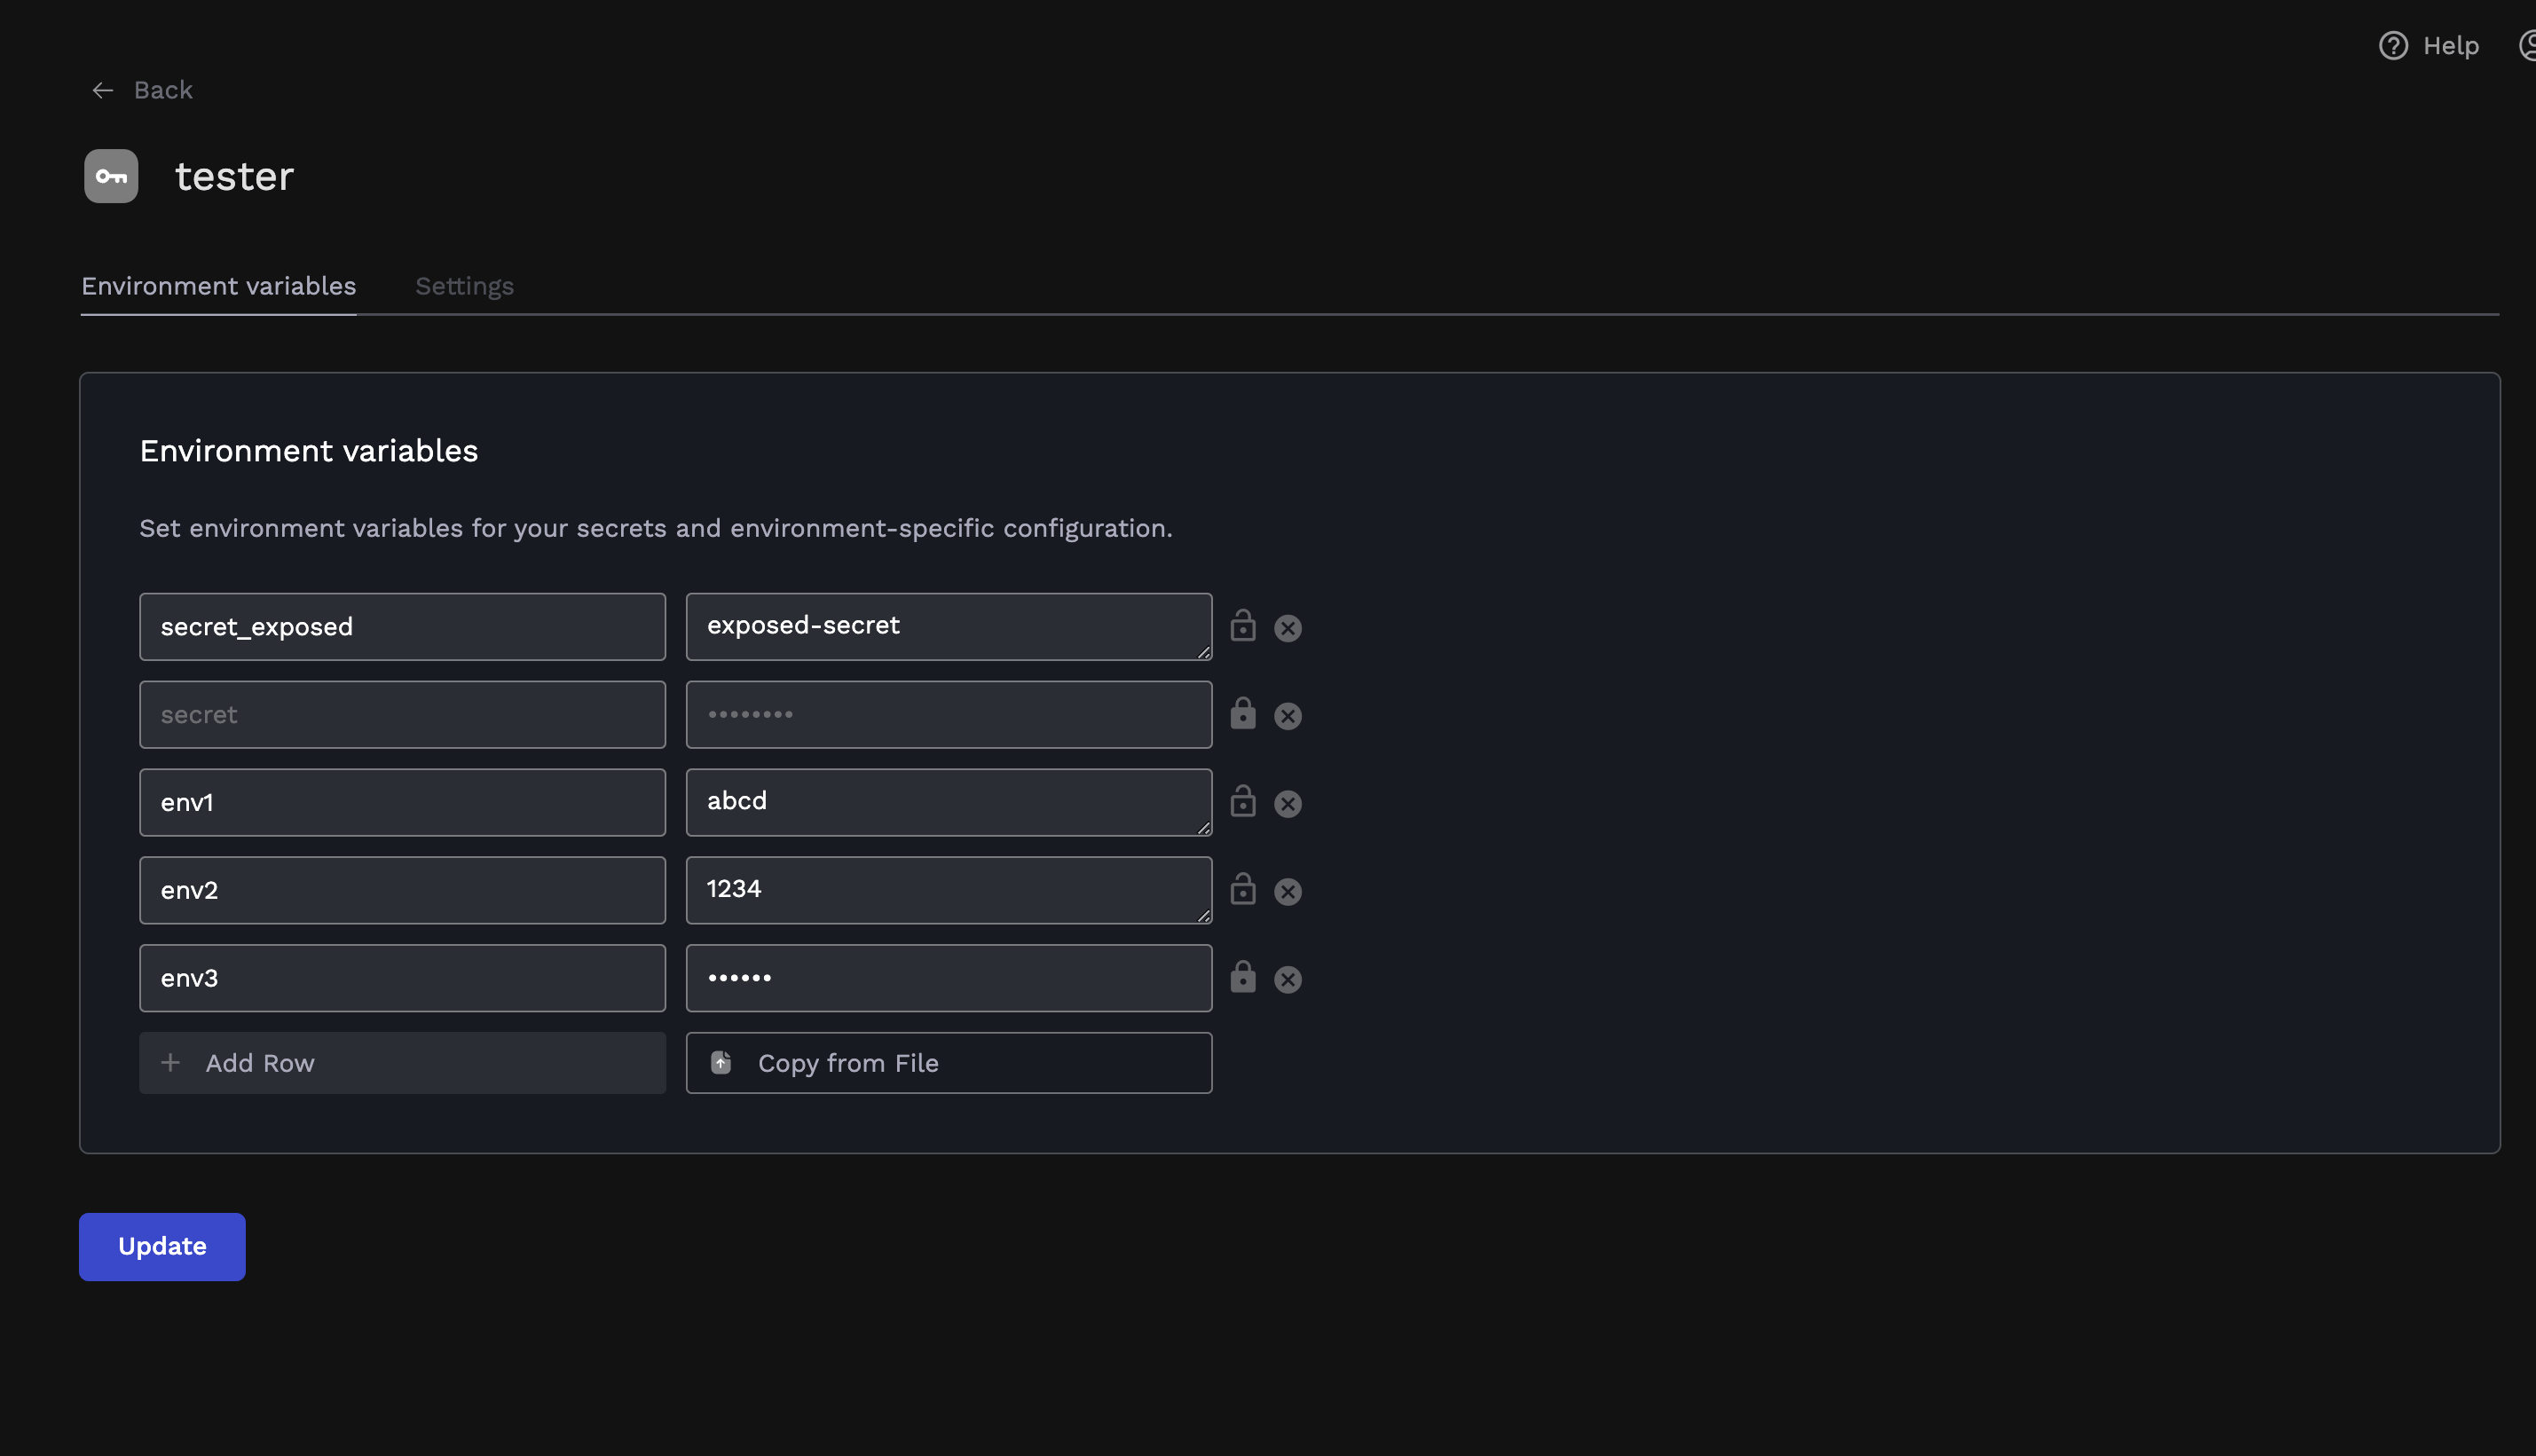 Help
Back
tester
Environment variables Settings
Environment variables
Set environment variables for your secrets and environment-specific configuration.
secret_exposed exposed-secret
secret ••••••••
env1 abcd
env2 1234
env3 ••••••
Add Row Copy from File
Update